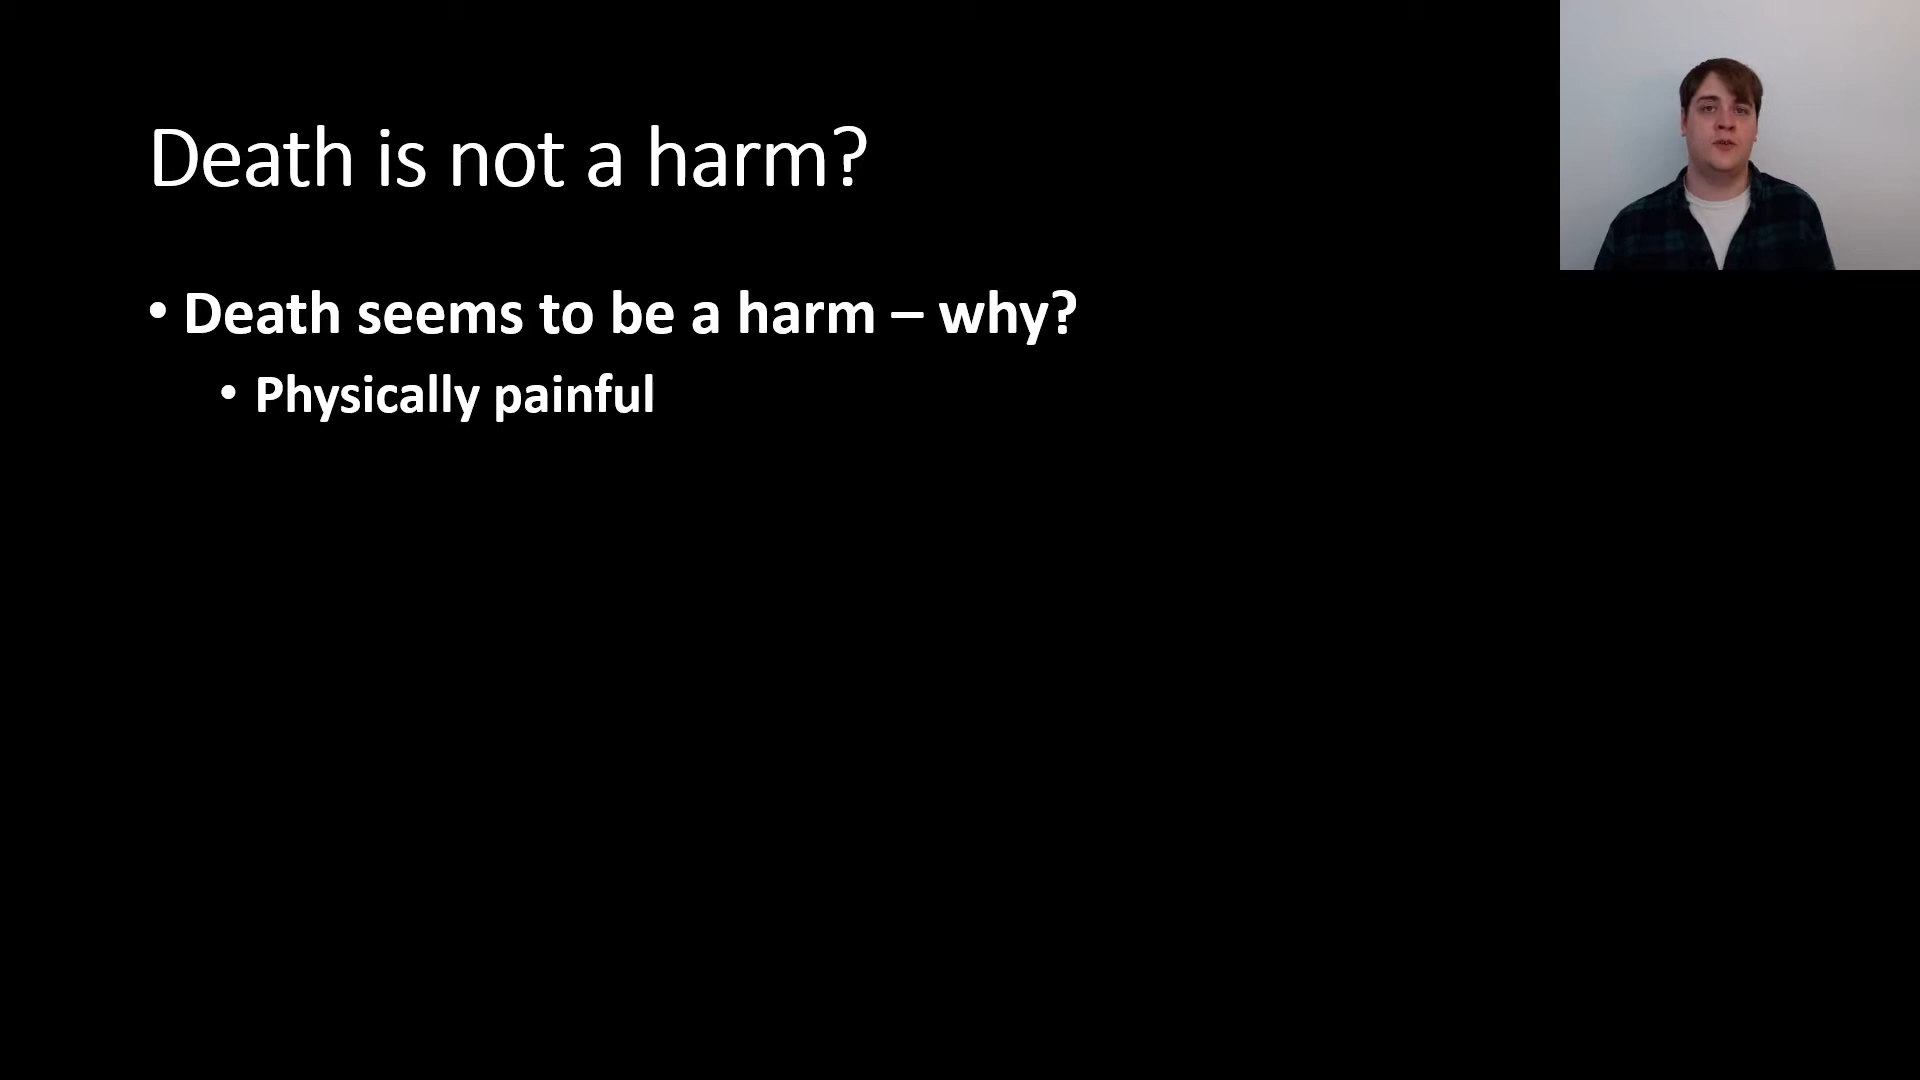 Death is not a harm?
• Death seems to be a harm – why?
• Physically painful